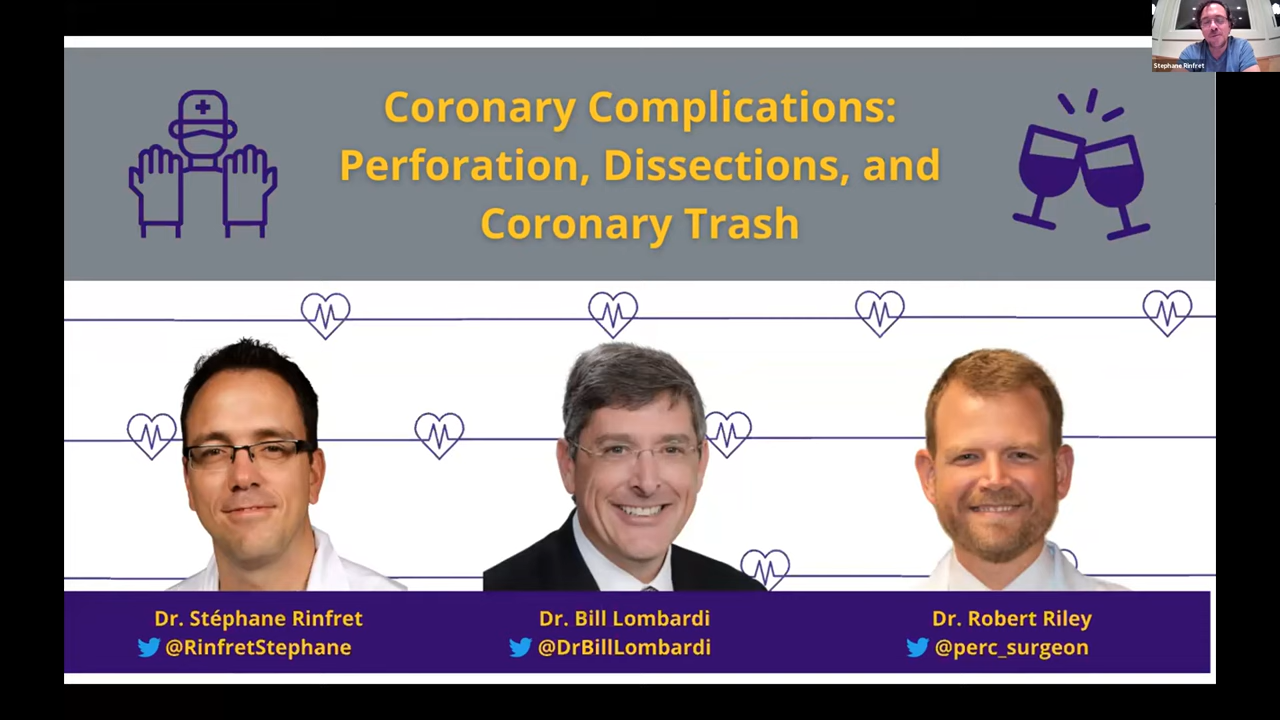 Stephane Rinfret
Coronary Complications:
Perforation, Dissections, and
Coronary Trash
Dr. Stéphane Rinfret
@RinfretStephane
Dr. Bill Lombardi
@DrBillLombardi
Dr. Robert Riley
@perc_surgeon